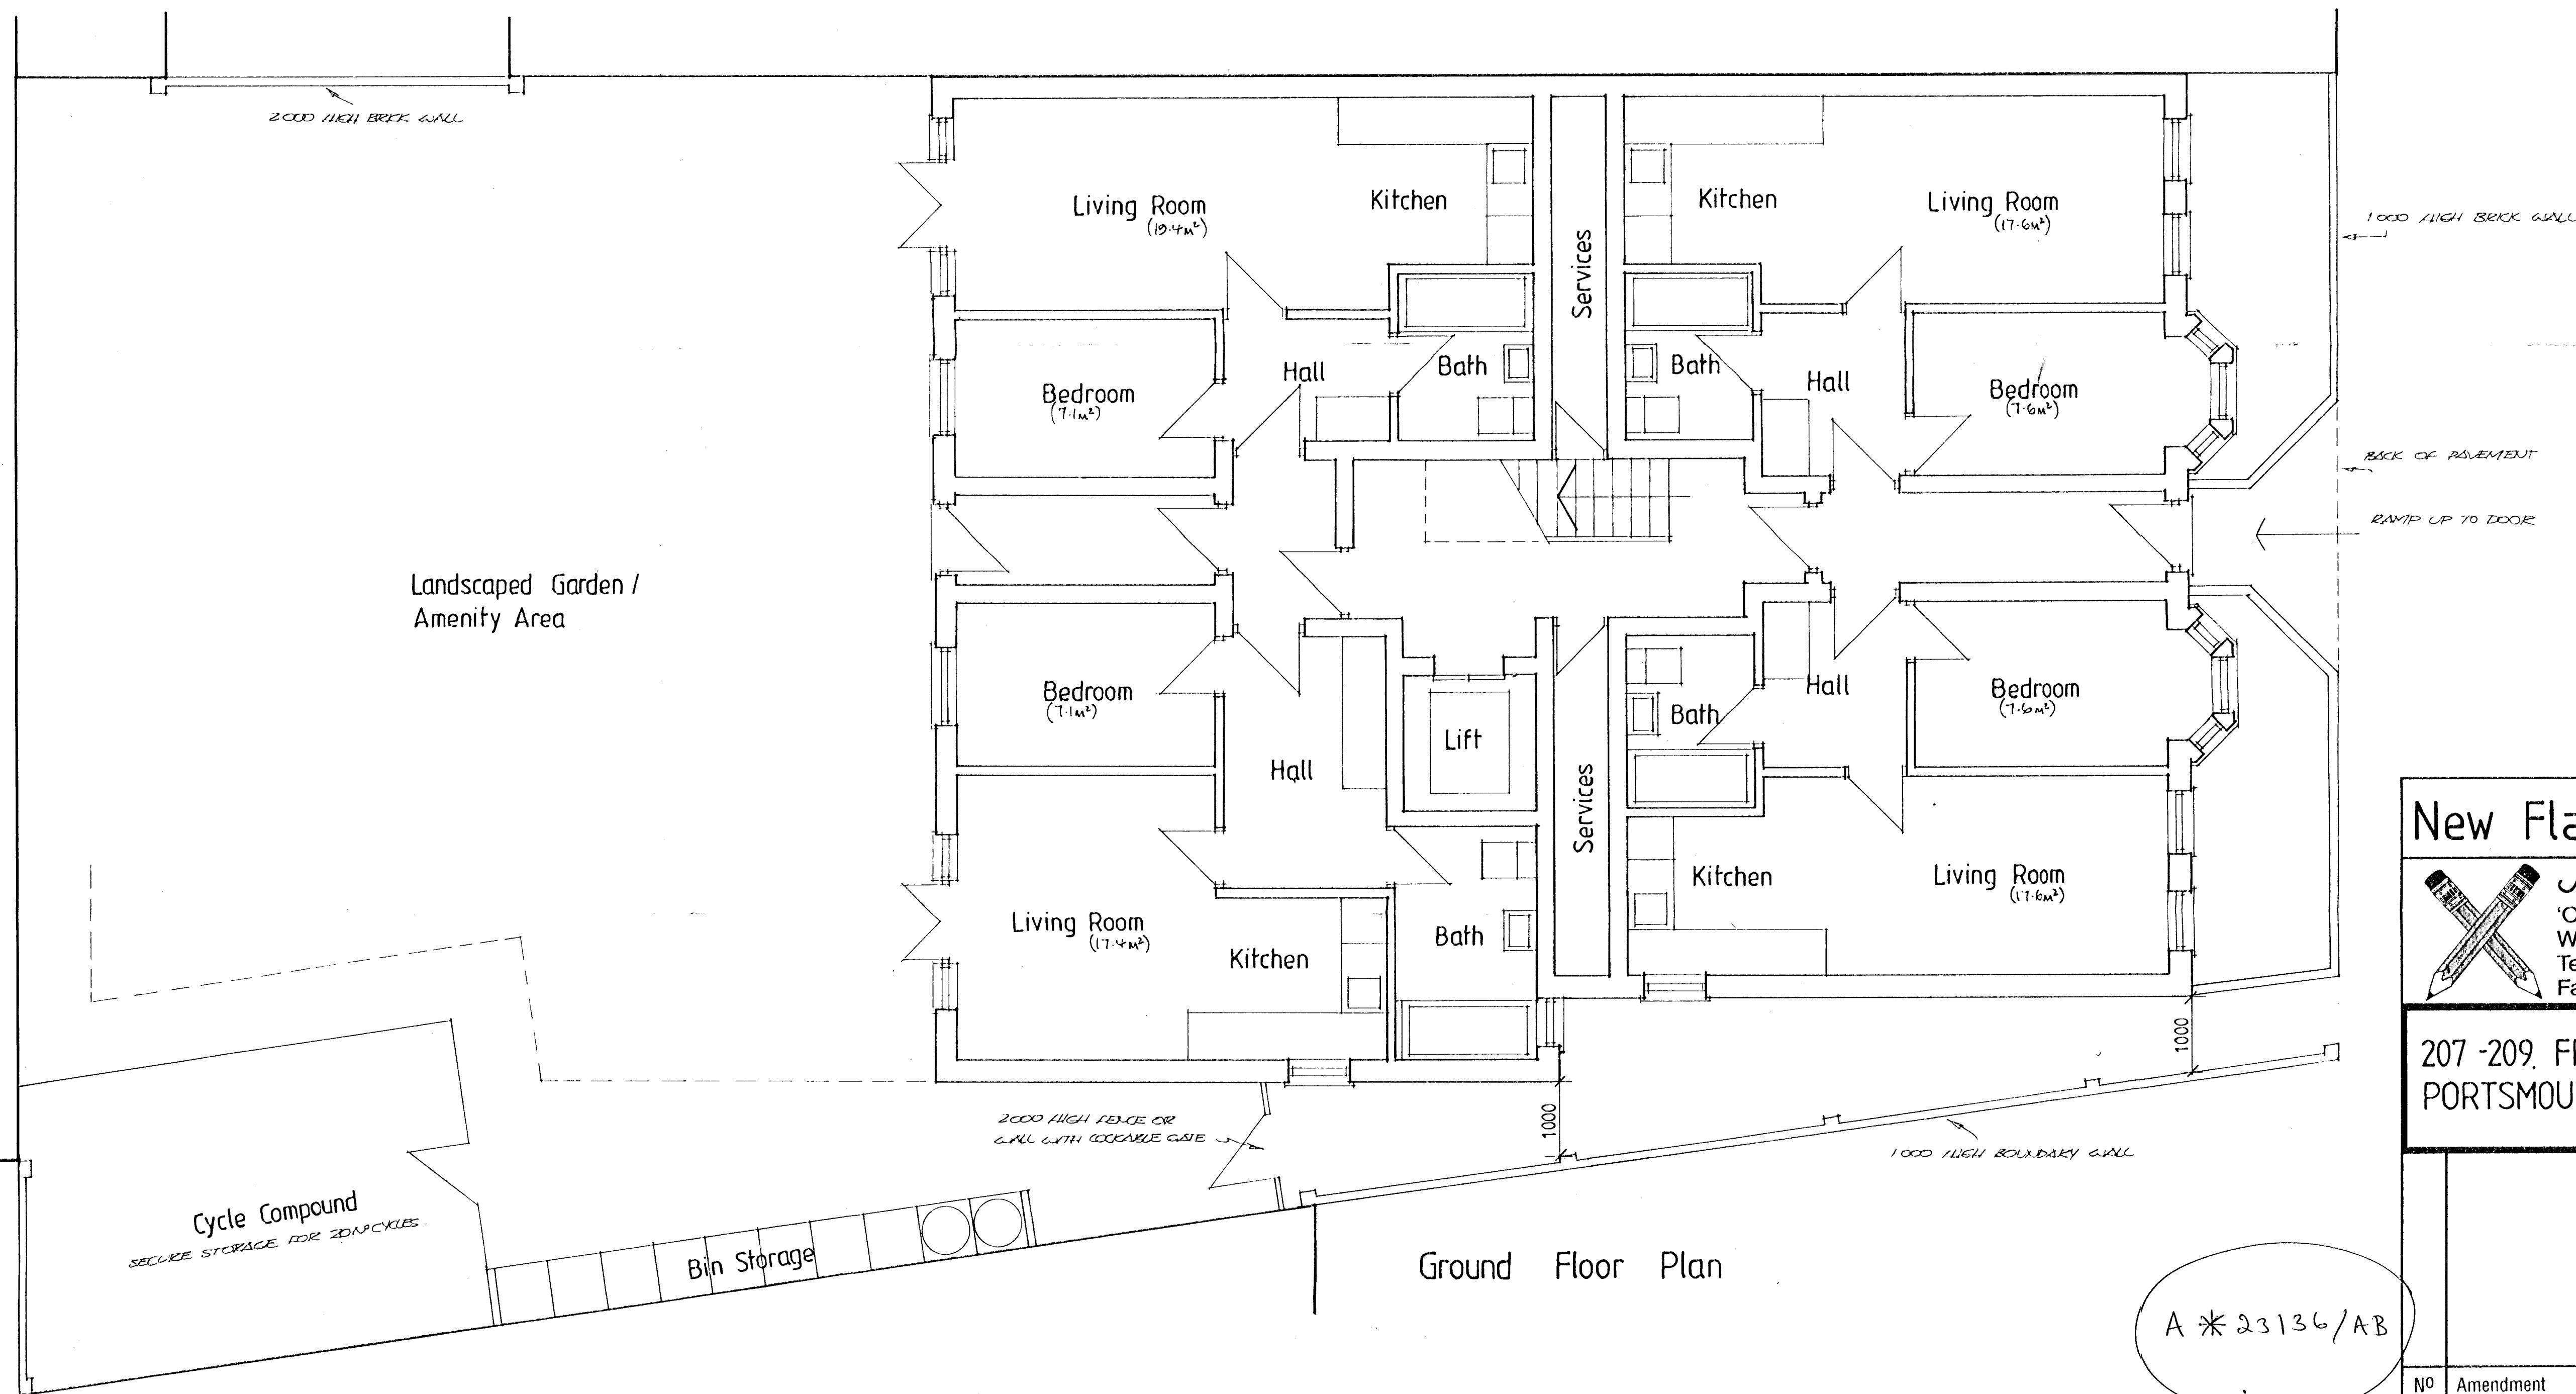 2000 HIGH BRICK WALL
Living Room
(19.4m²)
Kitchen
Services
Kitchen
Living Room
(17.6m²)
1000 HIGH BRICK WALL
Bedroom
(7.1m²)
Hall
Bath
Bath
Hall
Bedroom
(7.6m²)
BACK OF PAVEMENT
RAMP UP TO DOOR
Landscaped Garden /
Amenity Area
Bedroom
(7.1m²)
Hall
Lift
Services
Bath
Hall
Bedroom
(7.6m²)
Living Room
(17.4m²)
Kitchen
Bath
Kitchen
Living Room
(17.6m²)
1000
1000
2000 HIGH FENCE OR
WALL WITH LOCKABLE GATE
1000 HIGH BOUNDARY WALL
Cycle Compound
SECURE STORAGE FOR 20Nº CYCLES.
Bin Storage
Ground Floor Plan
A * 23136/AB
New
207 -209,
Nº Amendment